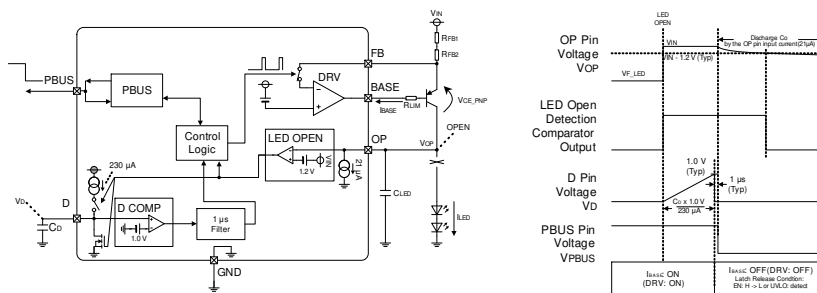 VIN
RFB1
RFB2
FB
DRV
BASE
PBUS
PBUS
IBASE
RLIM
VCE_PNP
Control
Logic
LED OPEN
OP
VOP
OPEN
VIN
1.2 V
21 µA
230 µA
D
VD
CD
D COMP
1.0 V
1 µs
Filter
CLED
ILED
GND
LED
OPEN
OP Pin
Voltage
VOP
VIN
VIN - 1.2 V (Typ)
VF_LED
Discharge Co
by the OP pin input current(21µA)
LED Open
Detection
Comparator
Output
D Pin
Voltage
VD
1.0 V
(Typ)
1 µs
(Typ)
CD x 1.0 V
230 µA
PBUS Pin
Voltage
VPBUS
IBASE: ON
(DRV: ON)
IBASE: OFF(DRV: OFF)
Latch Release Condition:
EN: H -> L or UVLO: detect